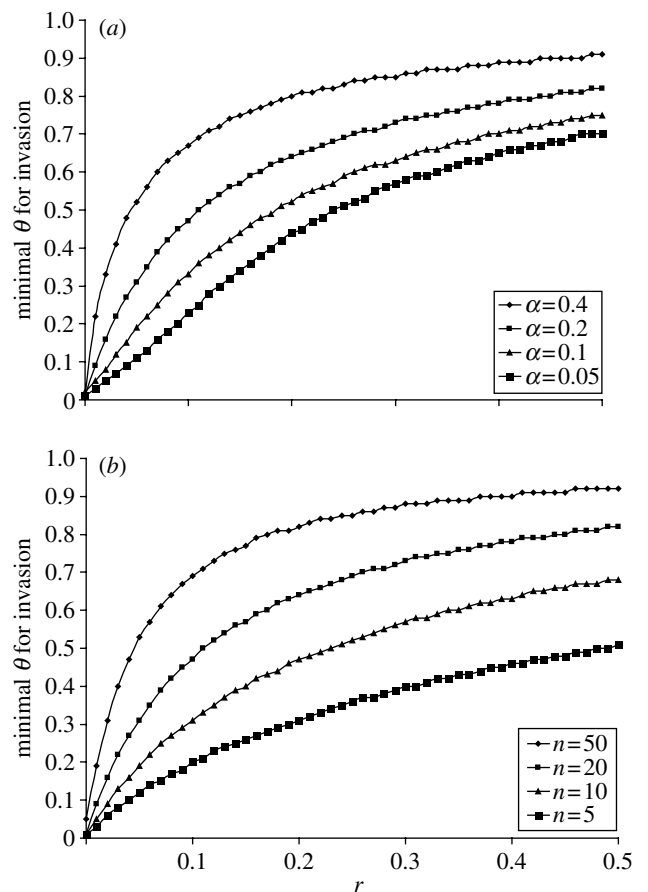 (a)
1.0
0.9
0.8
0.7
0.6
0.5
0.4
0.3
0.2
0.1
0
minimal θ for invasion
α=0.4
α=0.2
α=0.1
α=0.05
(b)
1.0
0.9
0.8
0.7
0.6
0.5
0.4
0.3
0.2
0.1
0
minimal θ for invasion
n=50
n=20
n=10
n=5
0.1 0.2 0.3 0.4 0.5
r